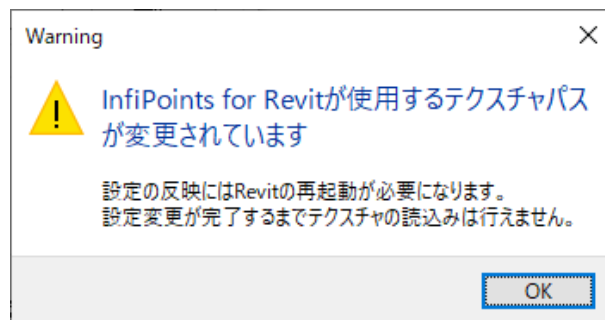 Warning
InfiPoints for Revitが使用するテクスチャパス
が変更されています
設定の反映にはRevitの再起動が必要になります。
設定変更が完了するまでテクスチャの読込みは行えません。
OK